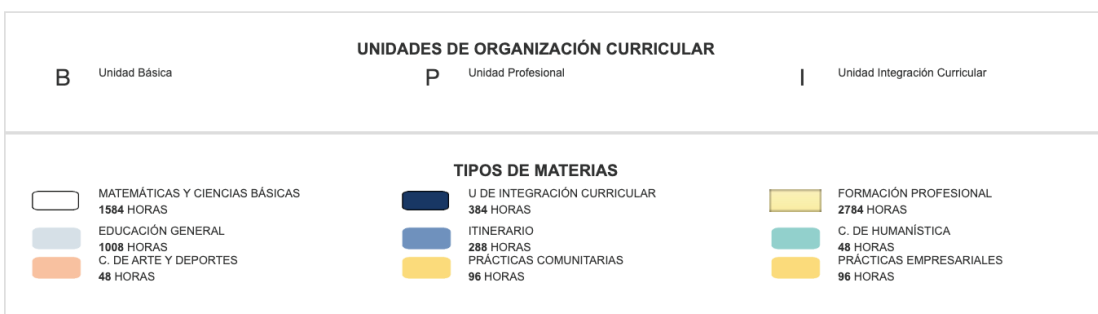 UNIDADES DE ORGANIZACIÓN CURRICULAR
B Unidad Básica
P Unidad Profesional
I Unidad Integración Curricular
TIPOS DE MATERIAS
MATEMÁTICAS Y CIENCIAS BÁSICAS
1584 HORAS
U DE INTEGRACIÓN CURRICULAR
384 HORAS
FORMACIÓN PROFESIONAL
2784 HORAS
EDUCACIÓN GENERAL
1008 HORAS
ITINERARIO
288 HORAS
C. DE HUMANÍSTICA
48 HORAS
C. DE ARTE Y DEPORTES
48 HORAS
PRÁCTICAS COMUNITARIAS
96 HORAS
PRÁCTICAS EMPRESARIALES
96 HORAS